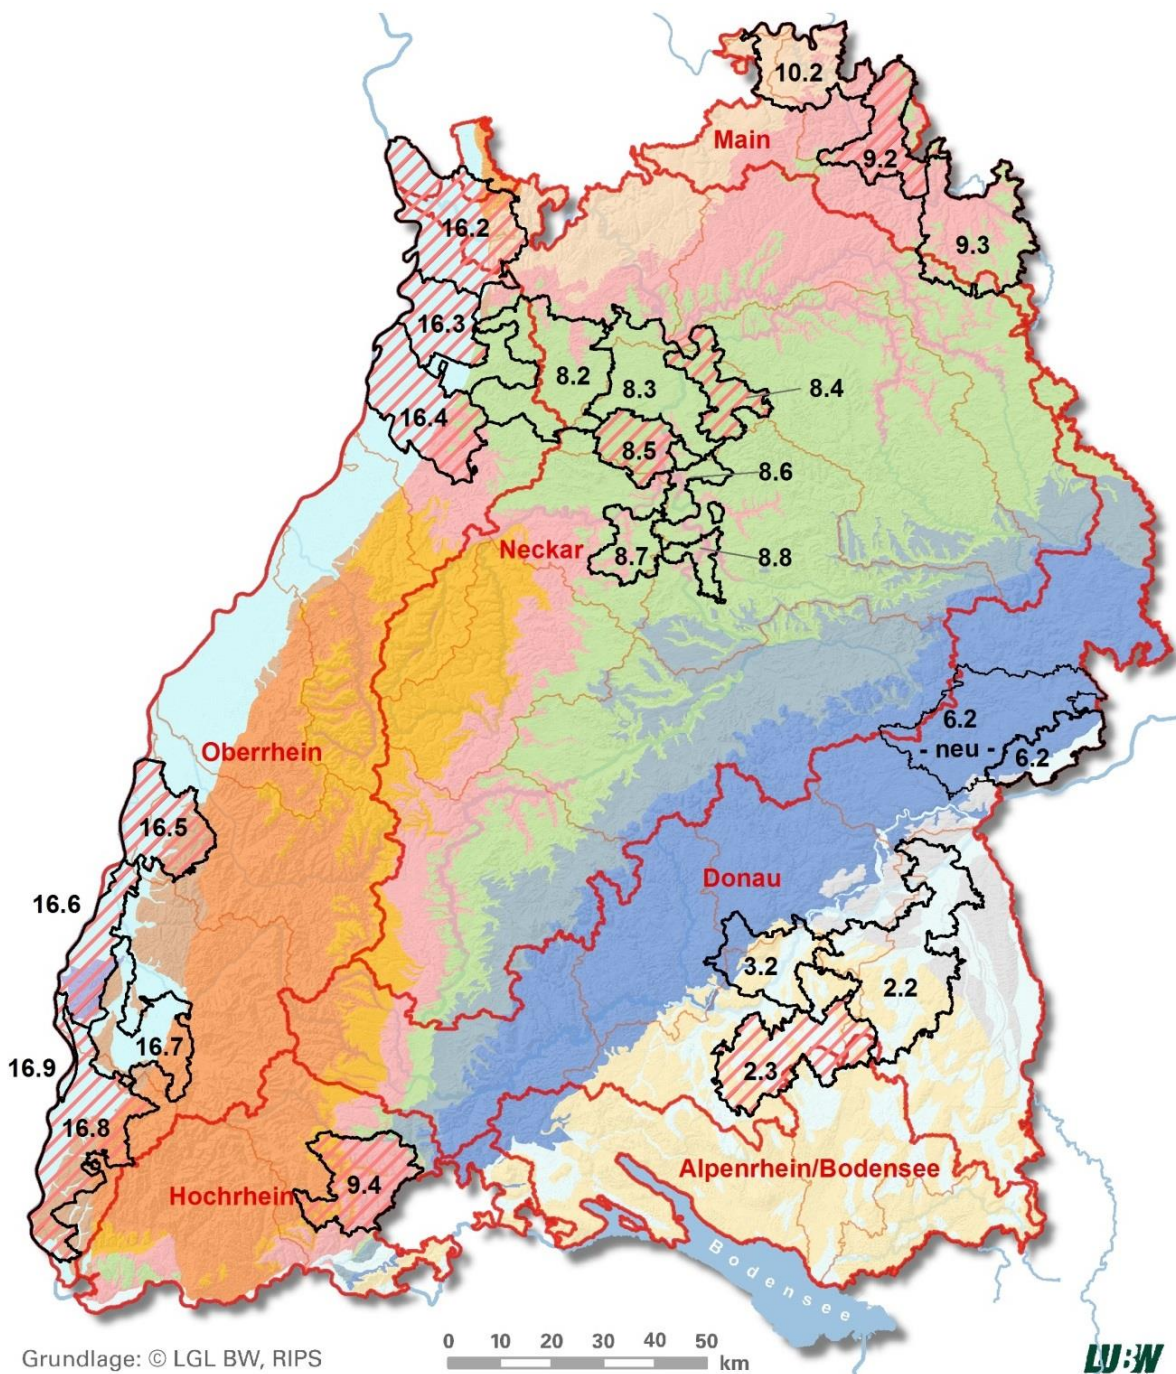 10.2
Main
9.2
16.2
9.3
16.3
8.2
8.3
8.4
16.4
8.5
8.6
Neckar
8.7
8.8
6.2
- neu -
6.2
Oberrhein
16.5
Donau
16.6
3.2
2.2
16.7
16.9
2.3
16.8
Alpenrhein/Bodensee
Hochrhein
9.4
Bodensee
0 10 20 30 40 50
km
Grundlage: © LGL BW, RIPS
LUBW